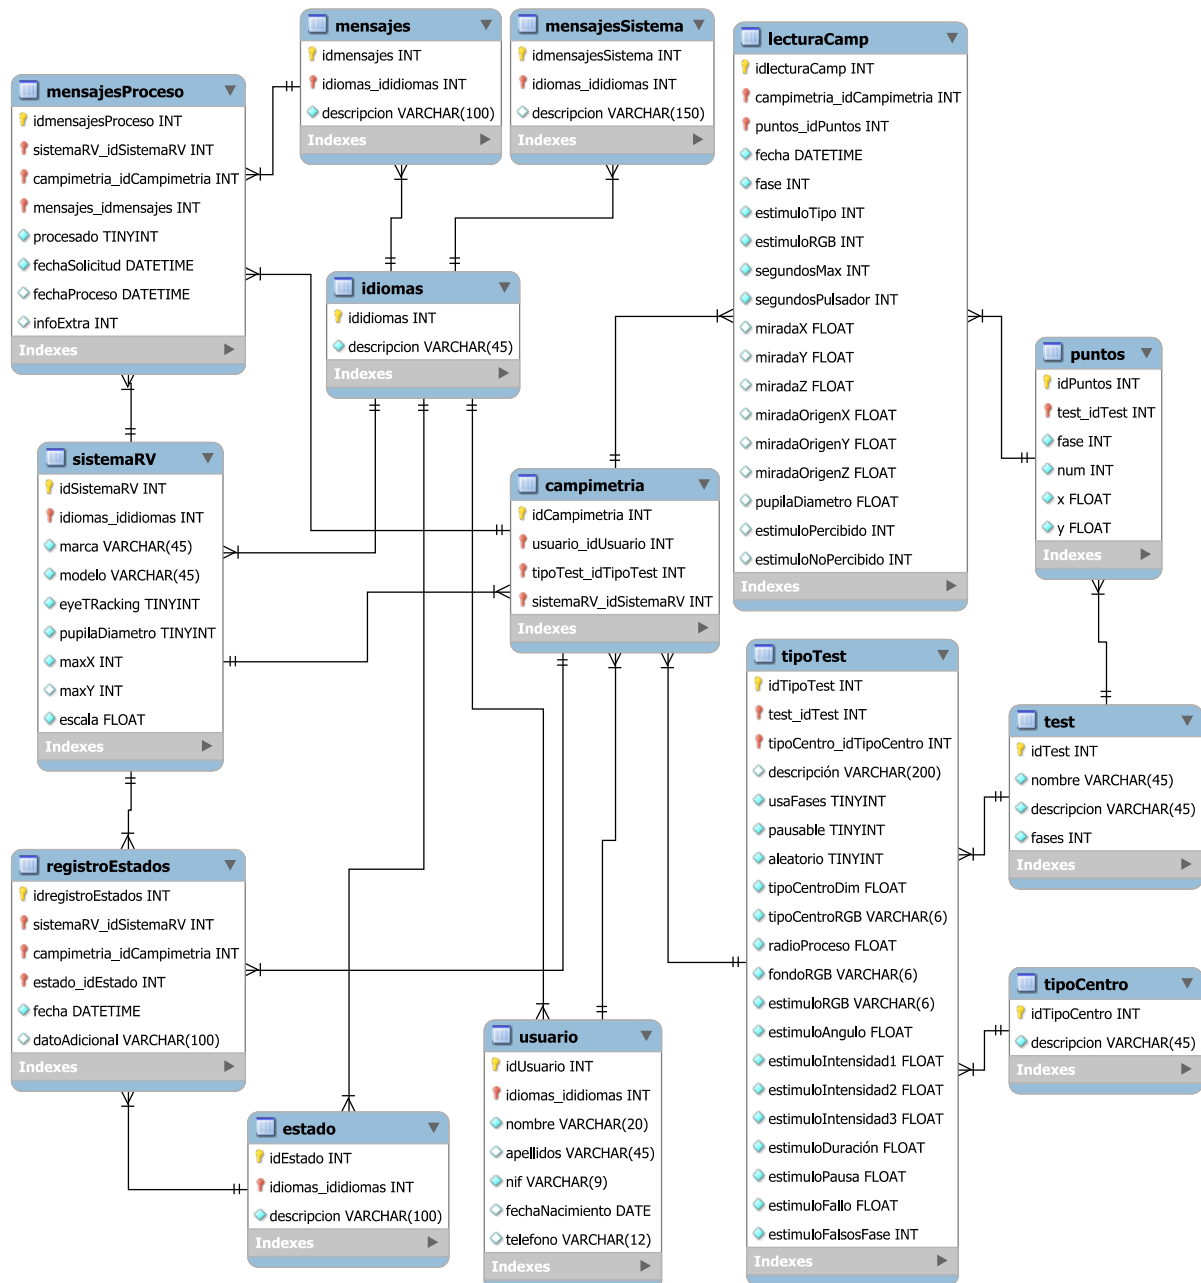 mensajes
idmensajes INT
idiomas_ididiomas INT
descripcion VARCHAR(100)
Indexes
mensajesSistema
idmensajesSistema INT
idiomas_ididiomas INT
descripcion VARCHAR(150)
Indexes
lecturaCamp
idlecturaCamp INT
campimetria_idCampimetria INT
puntos_idPuntos INT
fecha DATETIME
fase INT
estimuloTipo INT
estimuloRGB INT
segundosMax INT
segundosPulsador INT
miradaX FLOAT
miradaY FLOAT
miradaZ FLOAT
miradaOrigenX FLOAT
miradaOrigenY FLOAT
miradaOrigenZ FLOAT
pupilaDiametro FLOAT
estimuloPercibido INT
estimuloNoPercibido INT
Indexes
mensajesProceso
idmensajesProceso INT
sistemaRV_idSistemaRV INT
campimetria_idCampimetria INT
mensajes_idmensajes INT
procesado TINYINT
fechaSolicitud DATETIME
fechaProceso DATETIME
infoExtra INT
Indexes
idiomas
ididiomas INT
descripcion VARCHAR(45)
Indexes
puntos
idPuntos INT
test_idTest INT
fase INT
num INT
x FLOAT
y FLOAT
Indexes
sistemaRV
idSistemaRV INT
idiomas_ididiomas INT
marca VARCHAR(45)
modelo VARCHAR(45)
eyeTRacking TINYINT
pupilaDiametro TINYINT
maxX INT
maxY INT
escala FLOAT
Indexes
campimetria
idCampimetria INT
usuario_idUsuario INT
tipoTest_idTipoTest INT
sistemaRV_idSistemaRV INT
Indexes
tipoTest
idTipoTest INT
test_idTest INT
tipoCentro_idTipoCentro INT
descripción VARCHAR(200)
usaFases TINYINT
pausable TINYINT
aleatorio TINYINT
tipoCentroDim FLOAT
tipoCentroRGB VARCHAR(6)
radioProceso FLOAT
fondoRGB VARCHAR(6)
estimuloRGB VARCHAR(6)
estimuloAngulo FLOAT
estimuloIntensidad1 FLOAT
estimuloIntensidad2 FLOAT
estimuloIntensidad3 FLOAT
estimuloDuración FLOAT
estimuloPausa FLOAT
estimuloFallo FLOAT
estimuloFalsosFase INT
Indexes
test
idTest INT
nombre VARCHAR(45)
descripcion VARCHAR(45)
fases INT
Indexes
registroEstados
idregistroEstados INT
sistemaRV_idSistemaRV INT
campimetria_idCampimetria INT
estado_idEstado INT
fecha DATETIME
datoAdicional VARCHAR(100)
Indexes
tipoCentro
idTipoCentro INT
descripcion VARCHAR(45)
Indexes
usuario
idUsuario INT
idiomas_ididiomas INT
nombre VARCHAR(20)
apellidos VARCHAR(45)
nif VARCHAR(9)
fechaNacimiento DATE
telefono VARCHAR(12)
Indexes
estado
idEstado INT
idiomas_ididiomas INT
descripcion VARCHAR(100)
Indexes